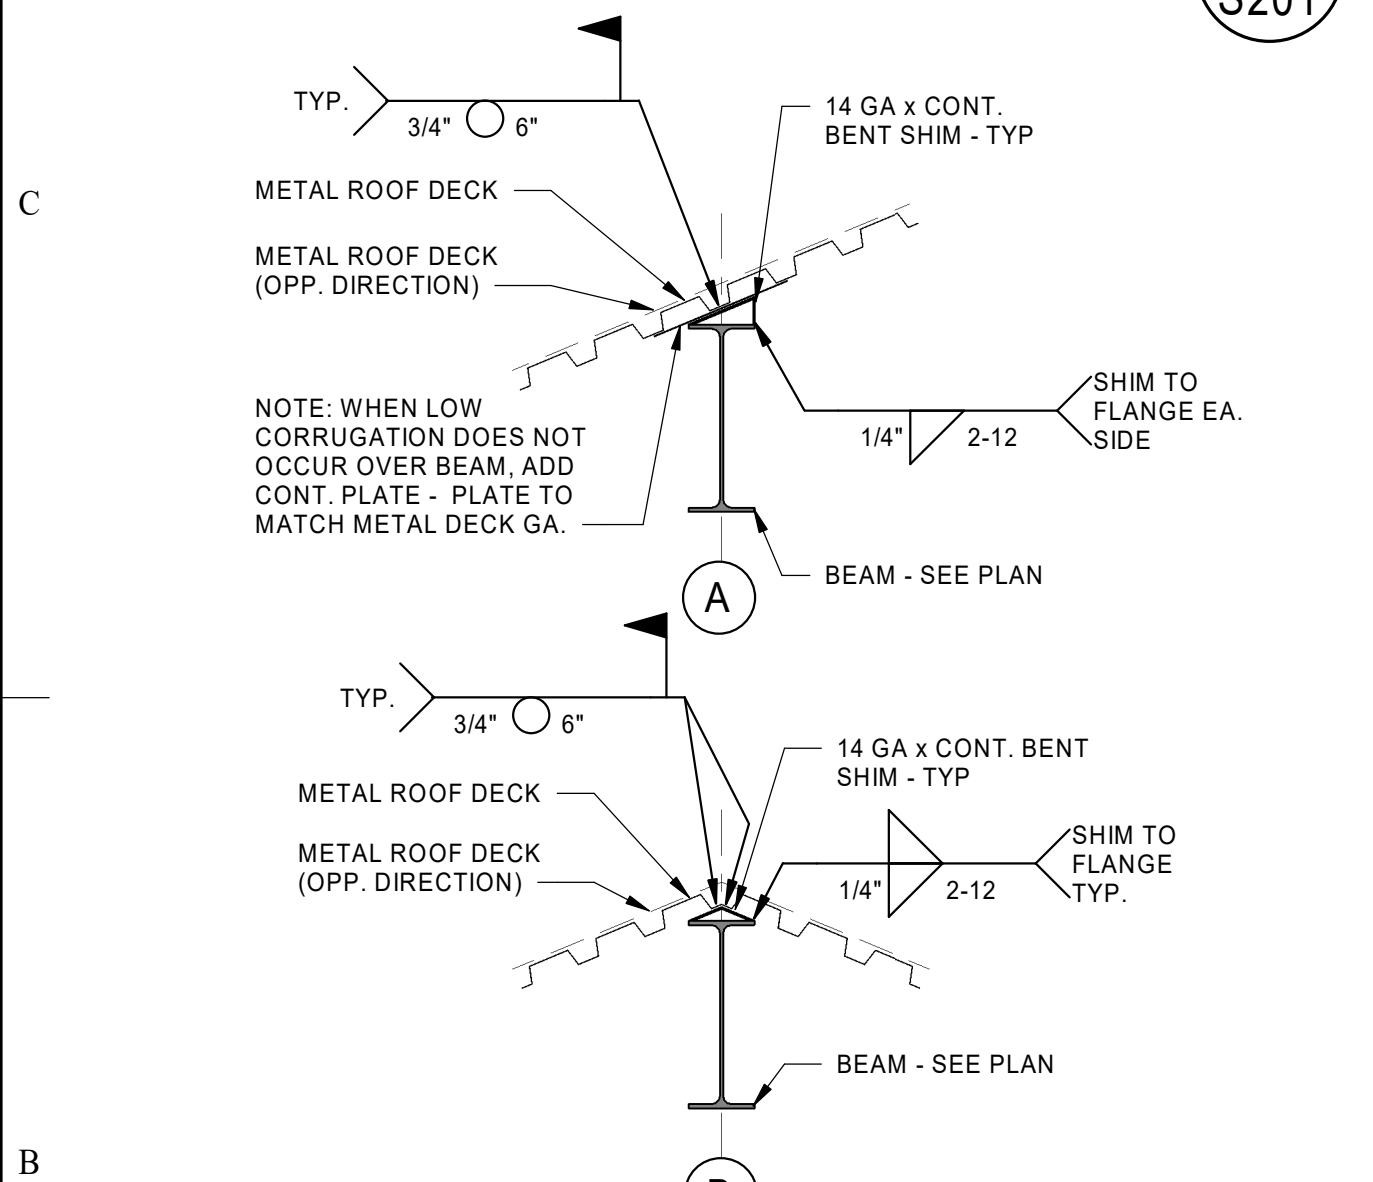 S201
TYP.
3/4" 6"
14 GA x CONT.
BENT SHIM - TYP
METAL ROOF DECK
C
METAL ROOF DECK
(OPP. DIRECTION)
SHIM TO
FLANGE EA.
SIDE
1/4" 2-12
NOTE: WHEN LOW
CORRUGATION DOES NOT
OCCUR OVER BEAM, ADD
CONT. PLATE - PLATE TO
MATCH METAL DECK GA.
BEAM - SEE PLAN
A
TYP.
3/4" 6"
14 GA x CONT. BENT
SHIM - TYP
METAL ROOF DECK
METAL ROOF DECK
(OPP. DIRECTION)
SHIM TO
FLANGE
TYP.
1/4" 2-12
BEAM - SEE PLAN
B